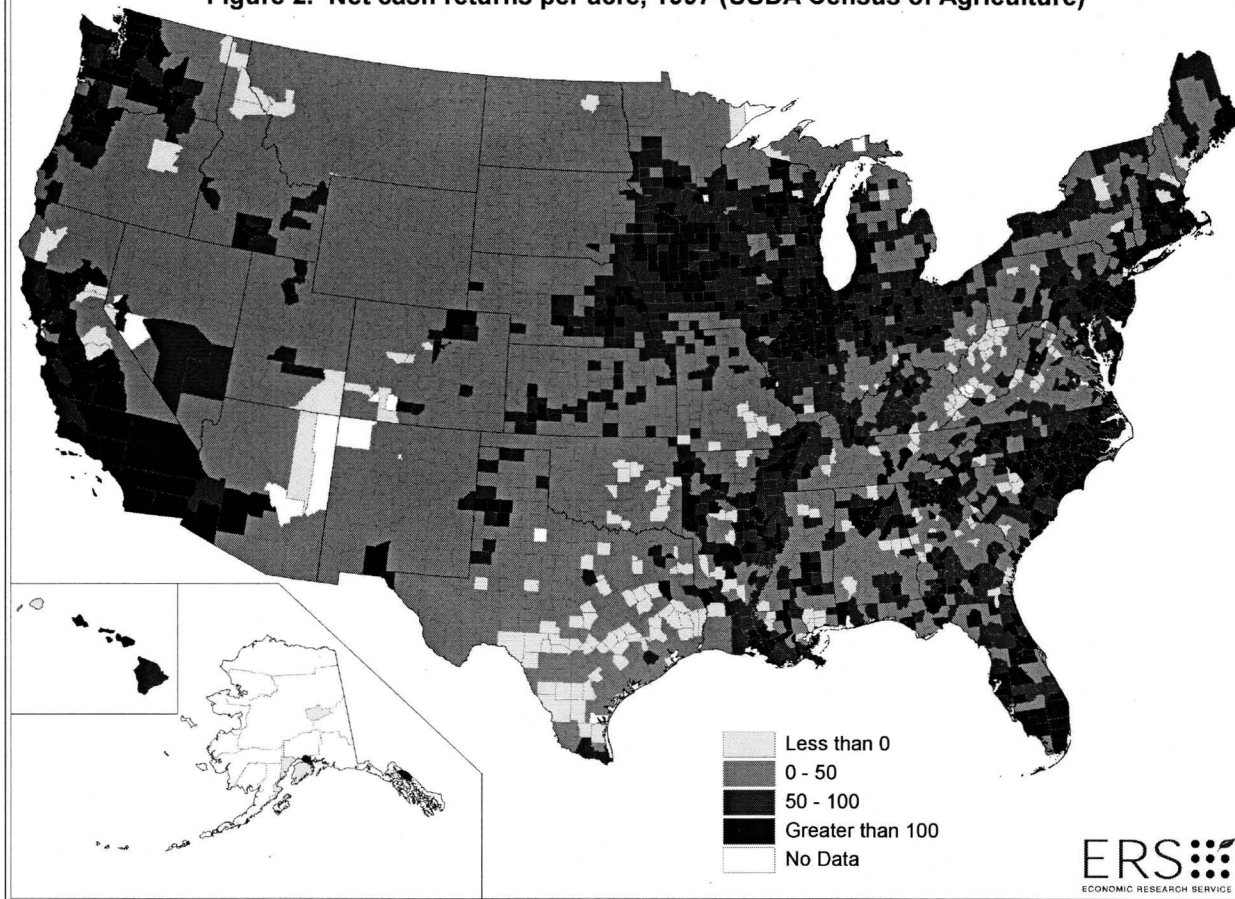 Figure 2. Net cash returns per acre, 1997 (USDA Census of Agriculture)
Less than 0
0 - 50
50 - 100
Greater than 100
No Data
ERS
ECONOMIC RESEARCH SERVICE